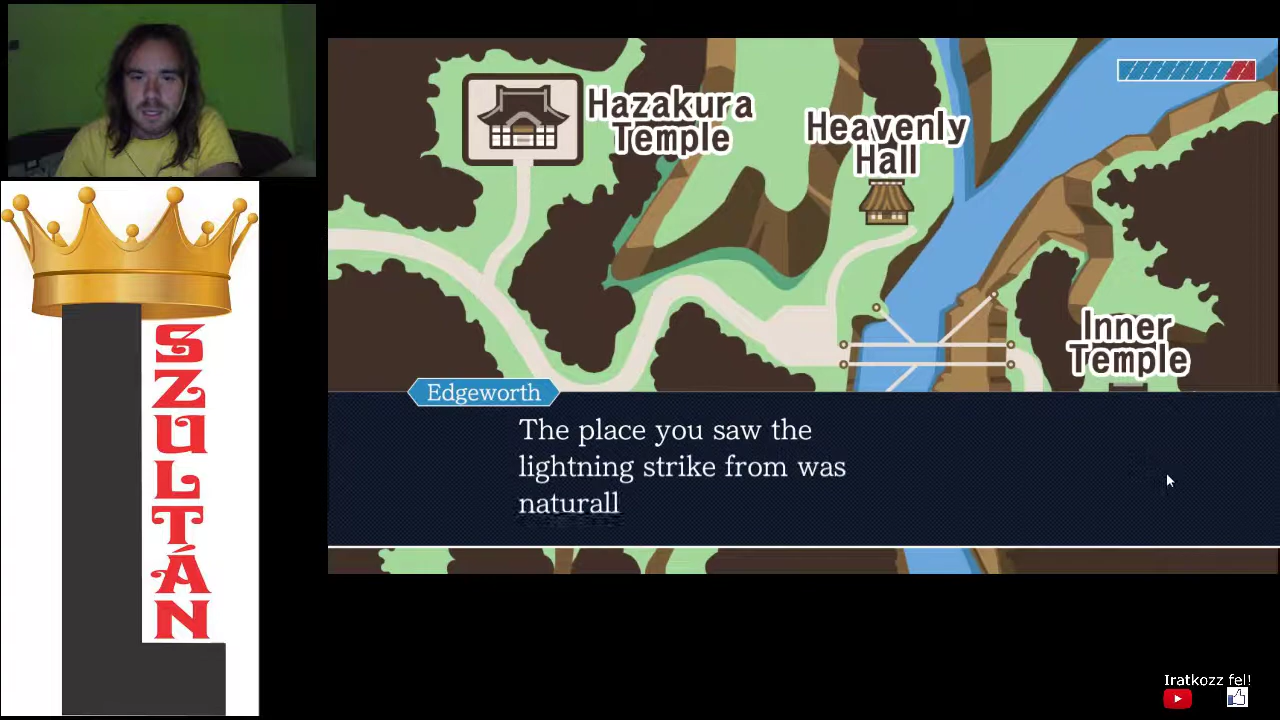 Hazakura
Temple
Heavenly
Hall
Inner
Temple
Edgeworth
The place you saw the
lightning strike from was
naturall
L
SZULTÁN
Iratkozz fel!